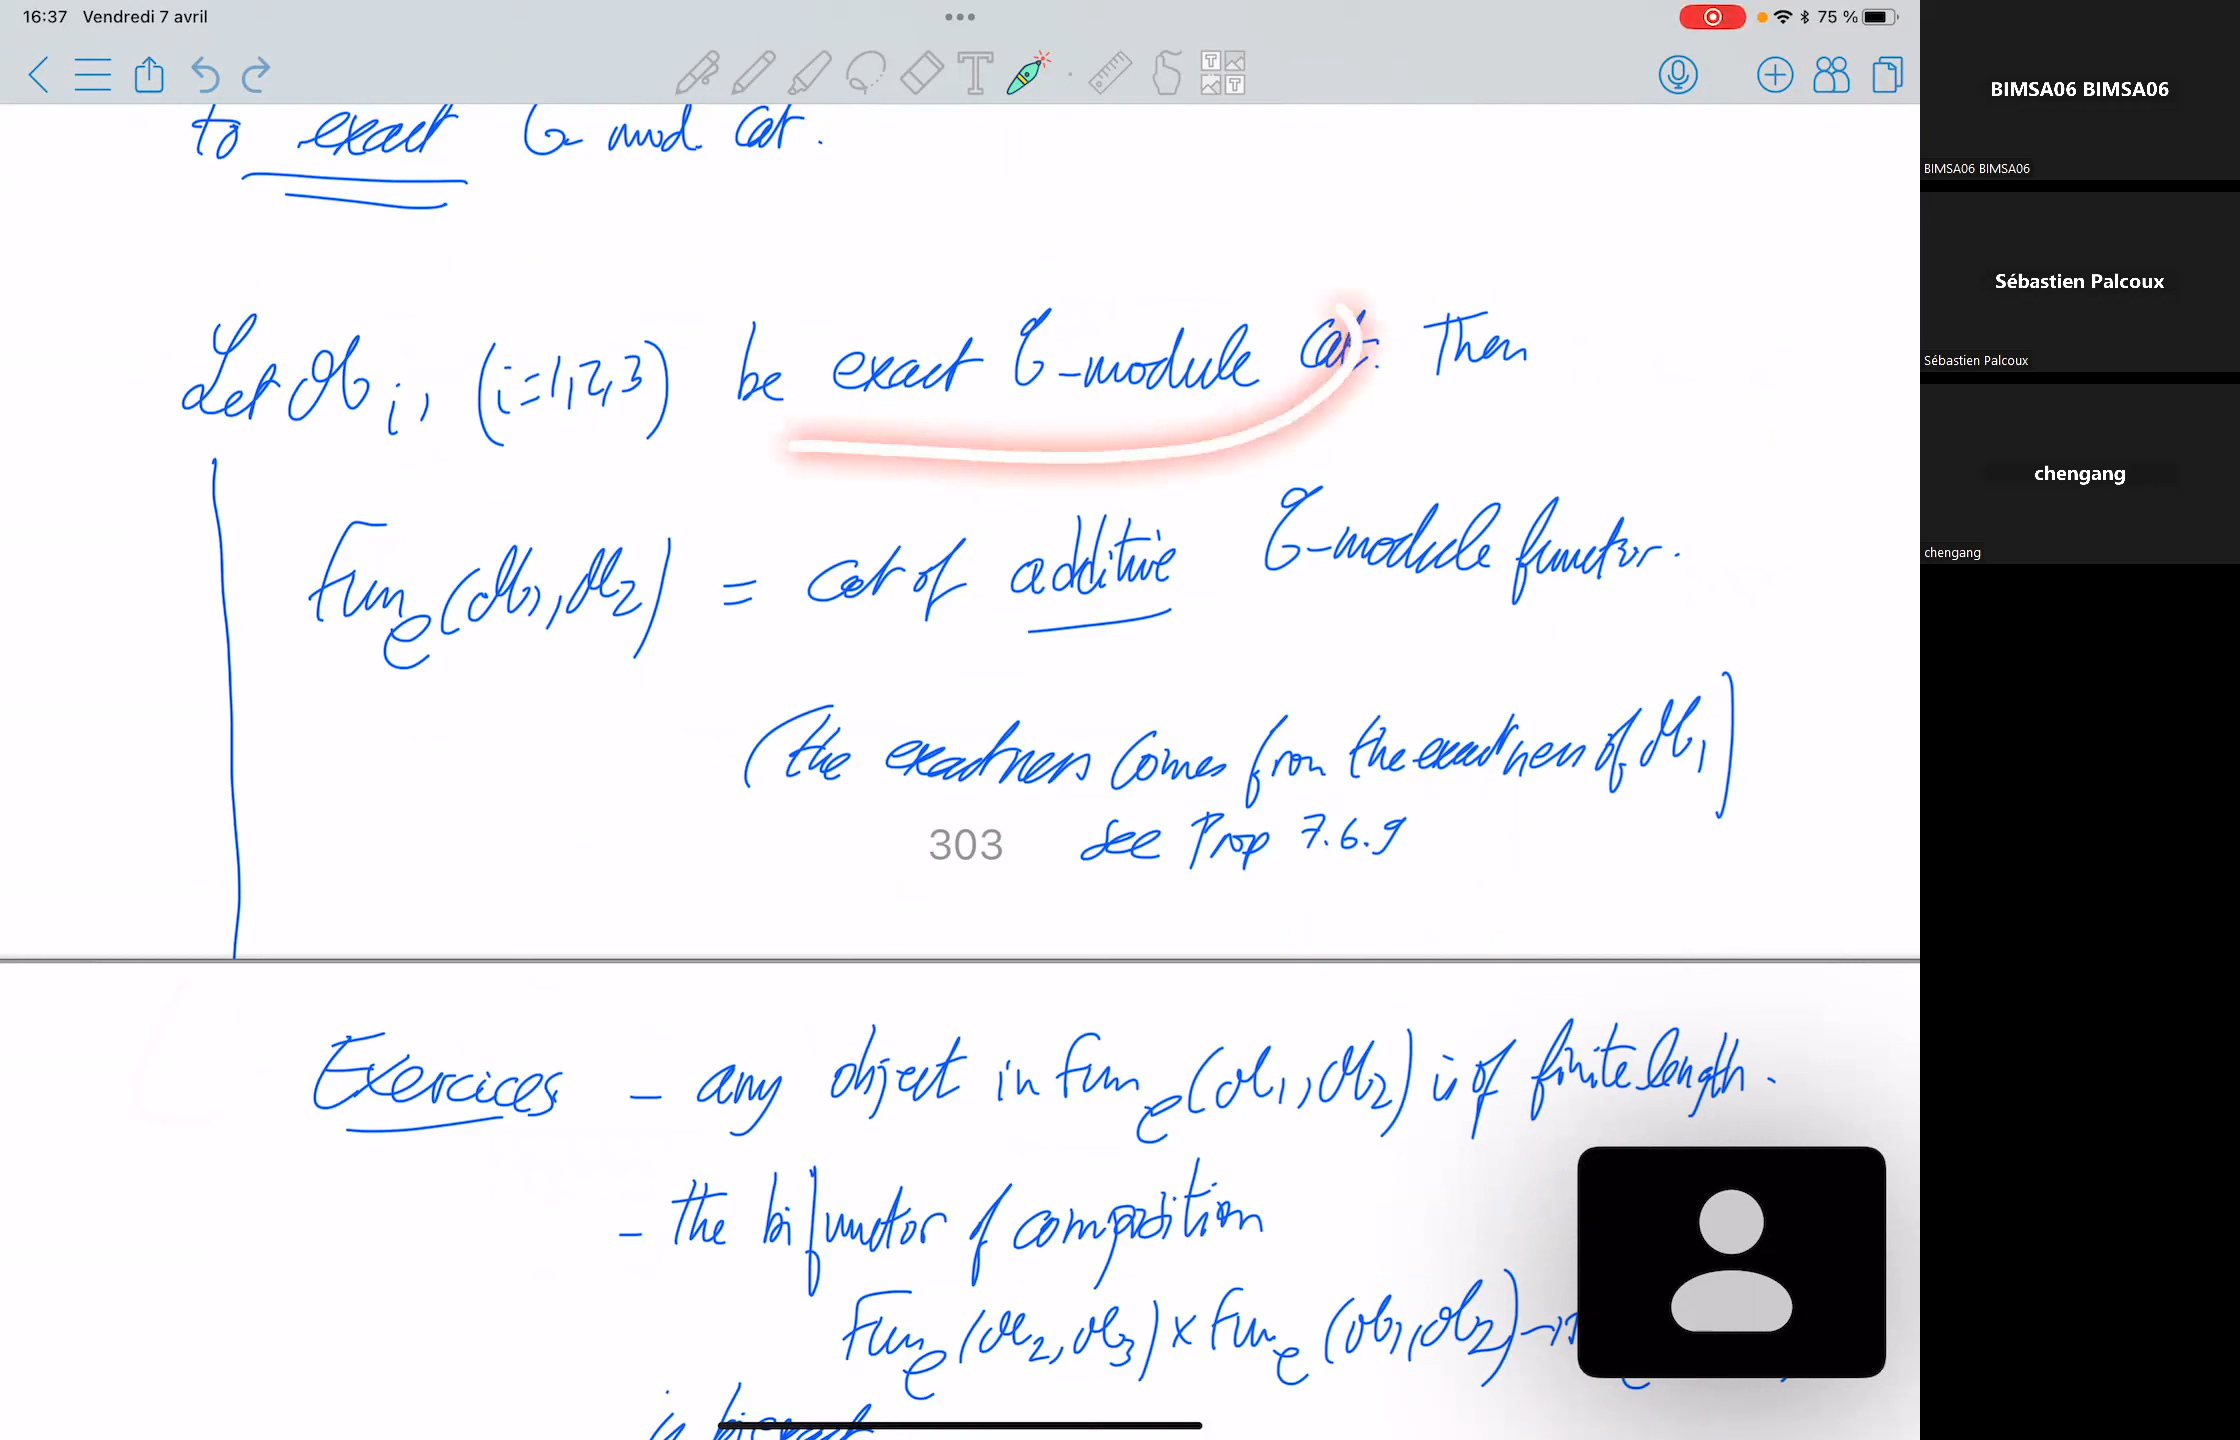 16:37 Vendredi 7 avril
75 %
to exact C-mod cat.
Let M_i, (i=1,2,3) be exact C-module cat. Then
Fun_C(M_1, M_2) = cat of additive C-module functor.
(the exactness comes from the exactness of M_1)
303 see Prop 7.6.9
Exercices - any object in Fun_C(M_1, M_2) is of finite length.
- the bifunctor of composition
Fun_C(M_2, M_3) × Fun_C(M_1, M_2) →
is biexact
BIMSA06 BIMSA06
BIMSA06 BIMSA06
Sébastien Palcoux
Sébastien Palcoux
chengang
chengang